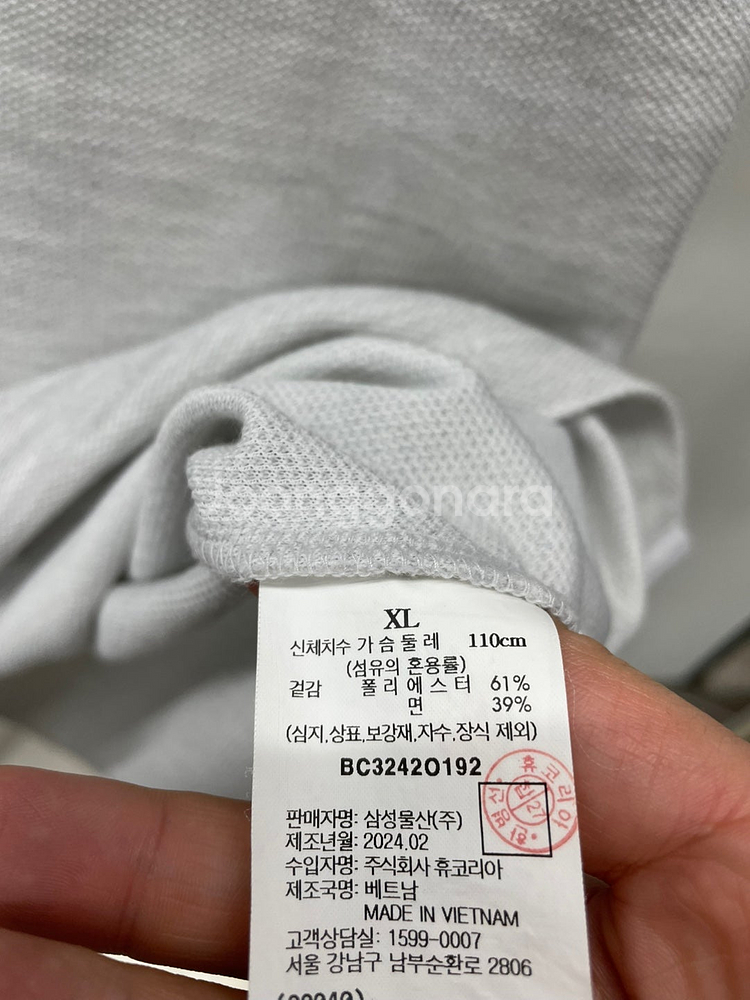 Joonggonara
XL
신체치수 가슴둘레 110cm
(섬유의 혼용률)
겉감 폴리에스터 61%
면 39%
(심지,상표,보강재,자수,장식 제외)
BC3242O192
휴코리아
판매자명: 삼성물산(주)
제조년월: 2024.02
수입자명: 주식회사 휴코리아
제조국명: 베트남
MADE IN VIETNAM
고객상담실: 1599-0007
서울 강남구 남부순환로 2806